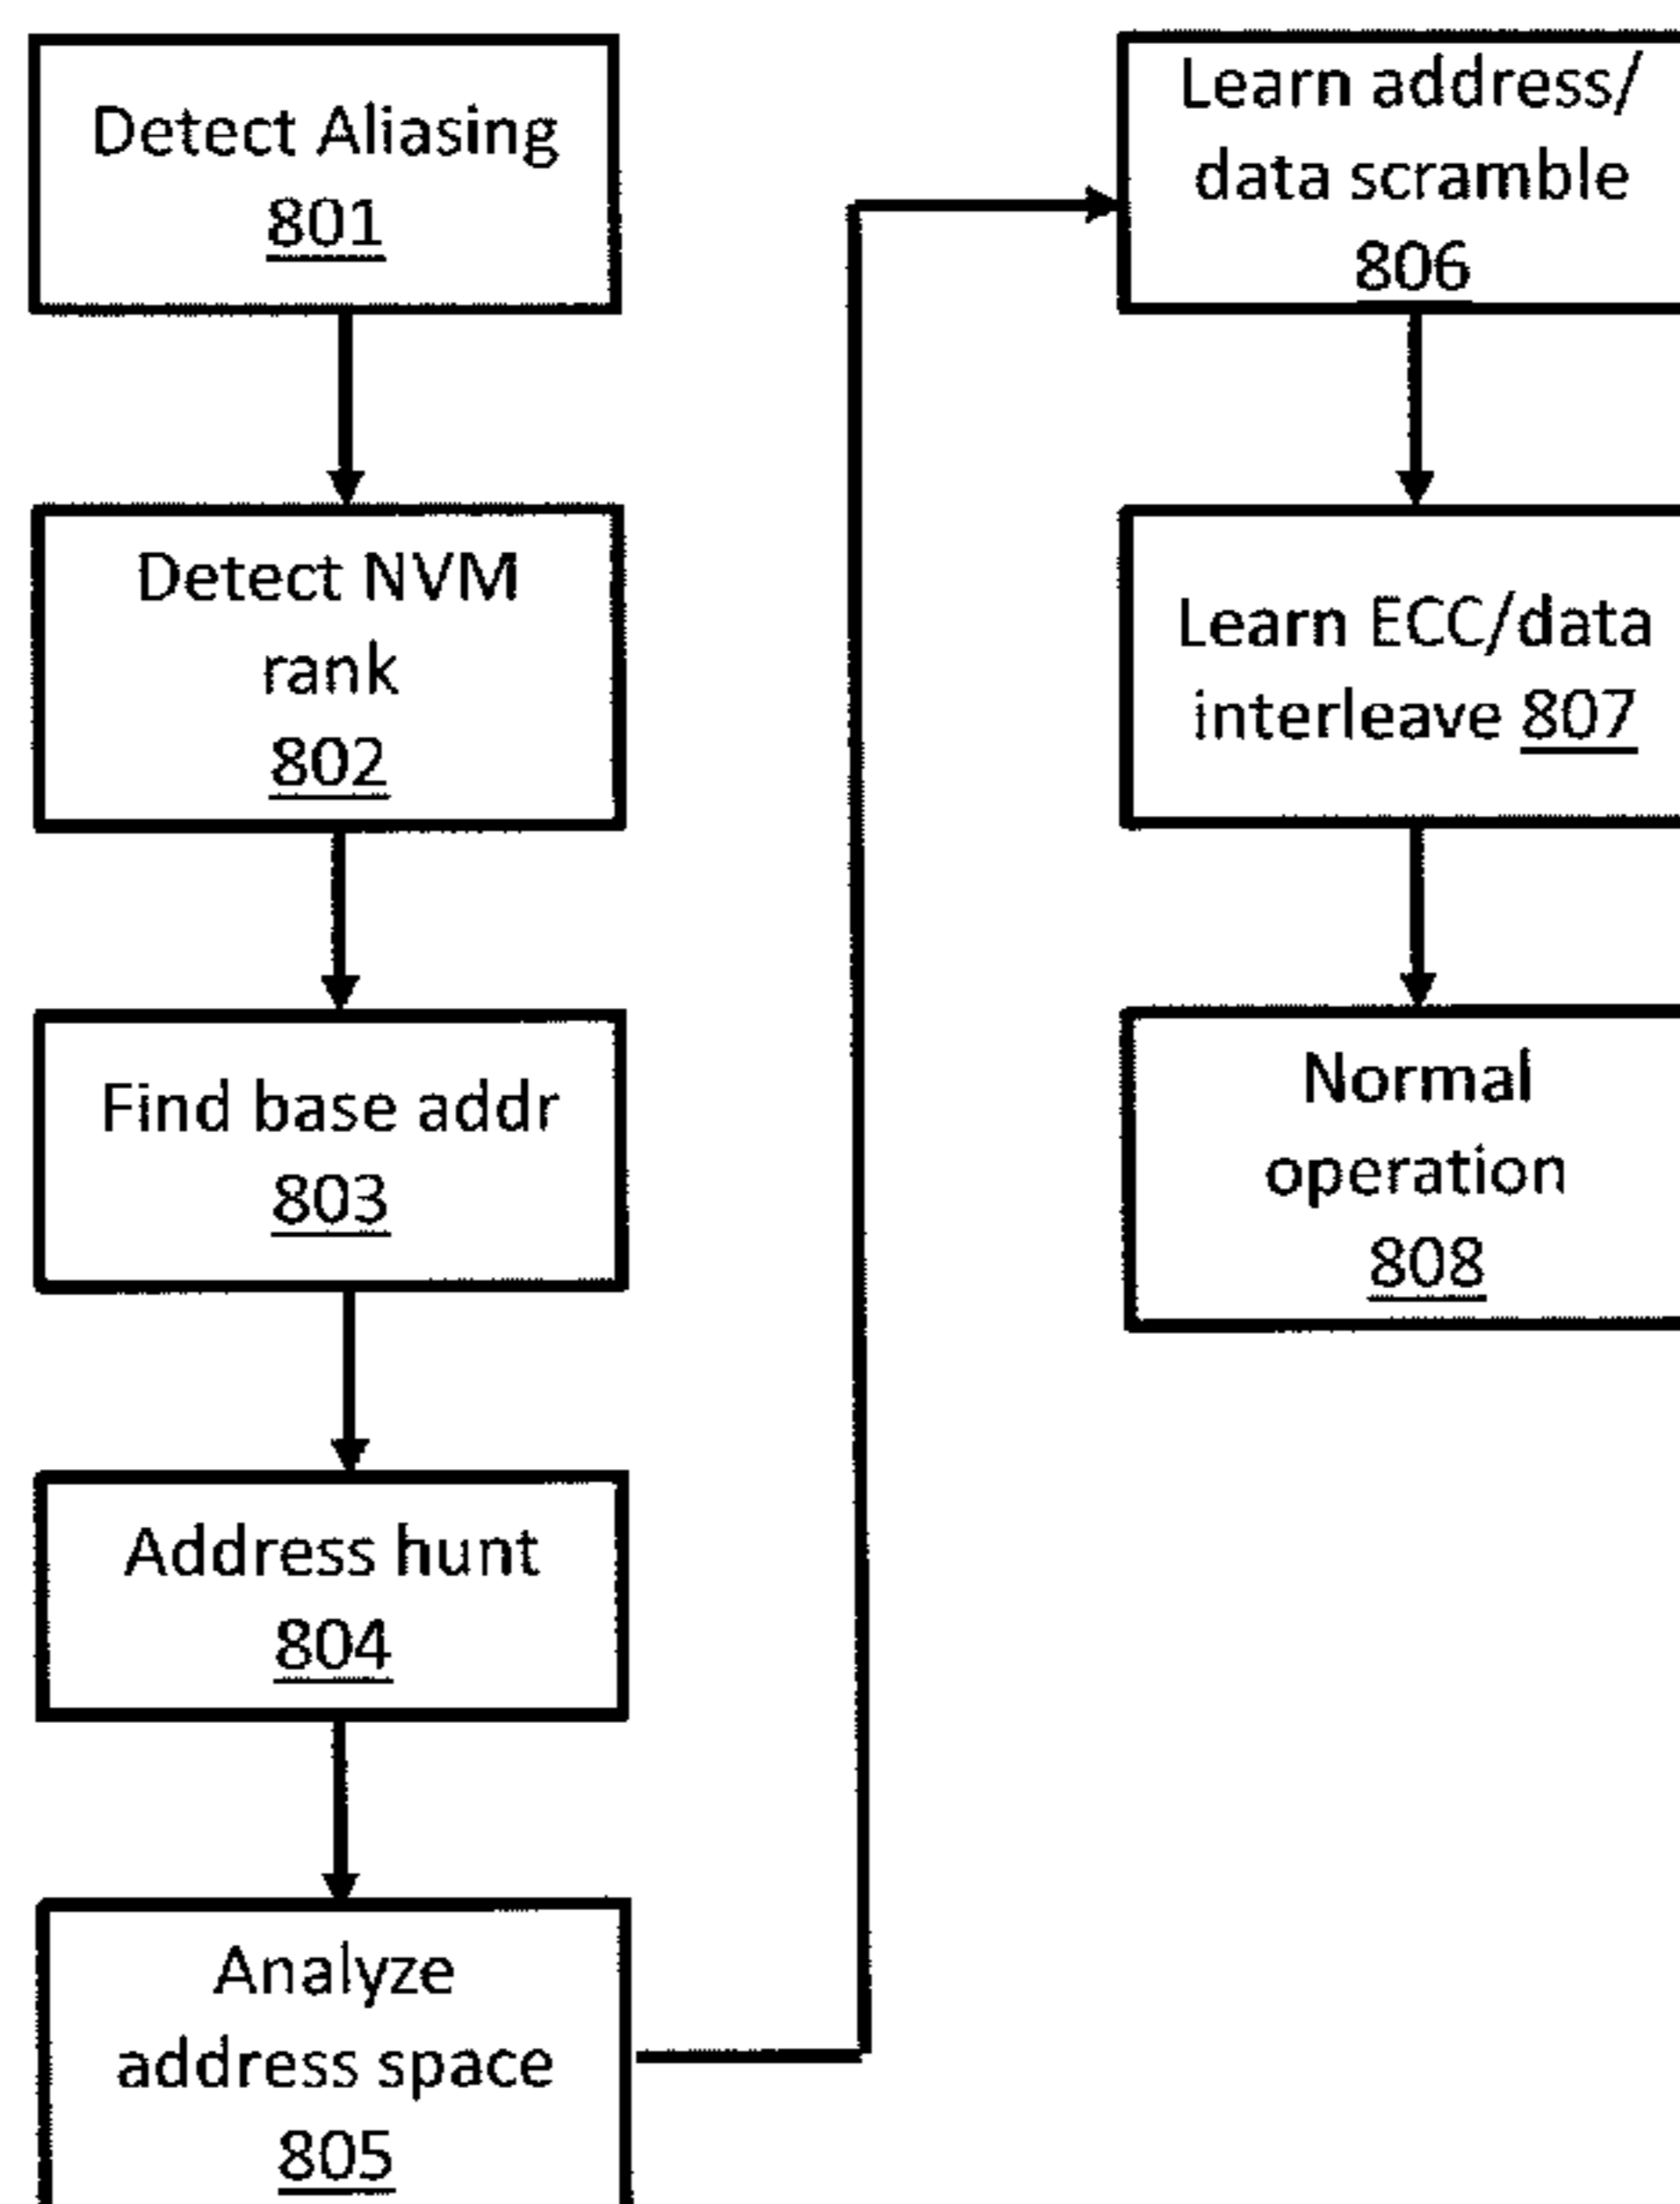 Detect Aliasing
801
Detect NVM
rank
802
Find base addr
803
Address hunt
804
Analyze
address space
805
Learn address/
data scramble
806
Learn ECC/data
interleave 807
Normal
operation
808